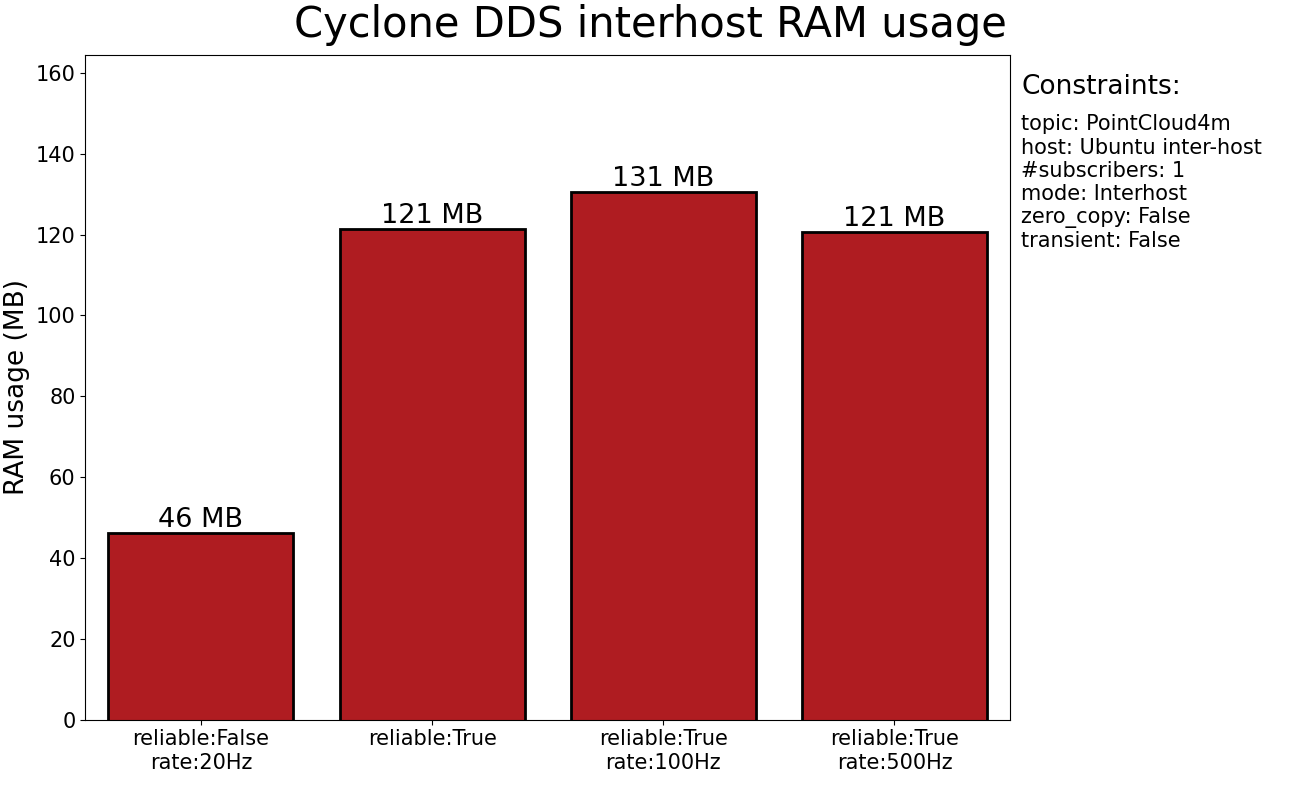 Cyclone DDS interhost RAM usage
RAM usage (MB)
160
140
120
100
80
60
40
20
0
46 MB
121 MB
131 MB
121 MB
reliable:False
rate:20Hz
reliable:True
reliable:True
rate:100Hz
reliable:True
rate:500Hz
Constraints:
topic: PointCloud4m
host: Ubuntu inter-host
#subscribers: 1
mode: Interhost
zero_copy: False
transient: False